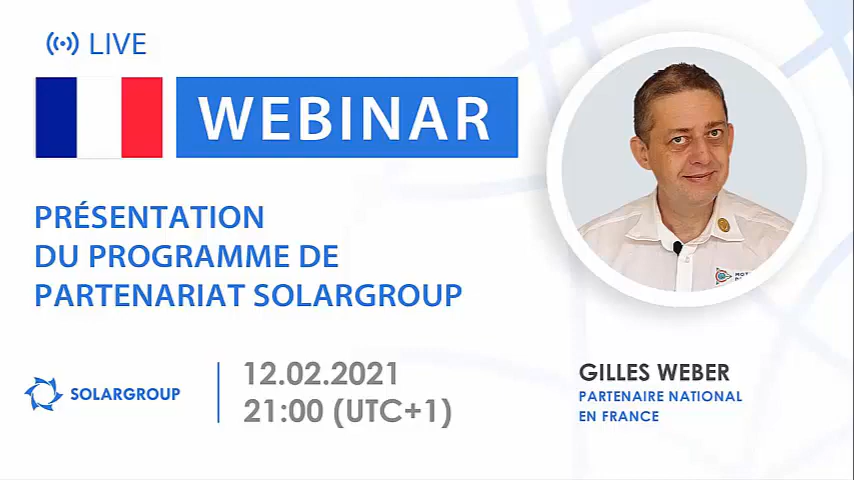 LIVE
WEBINAR
PRÉSENTATION
DU PROGRAMME DE
PARTENARIAT SOLARGROUP
SOLARGROUP
12.02.2021
21:00 (UTC+1)
GILLES WEBER
PARTENAIRE NATIONAL
EN FRANCE